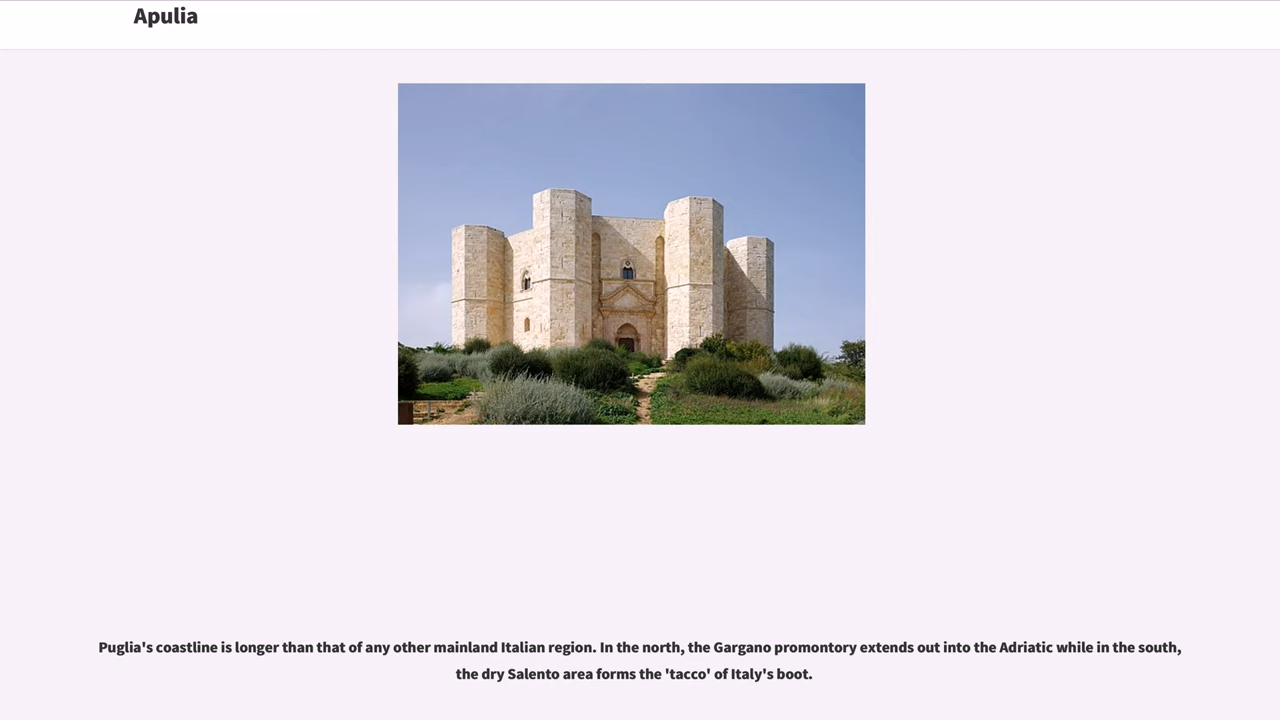 Apulia
Puglia's coastline is longer than that of any other mainland Italian region. In the north, the Gargano promontory extends out into the Adriatic while in the south,
the dry Salento area forms the 'tacco' of Italy's boot.